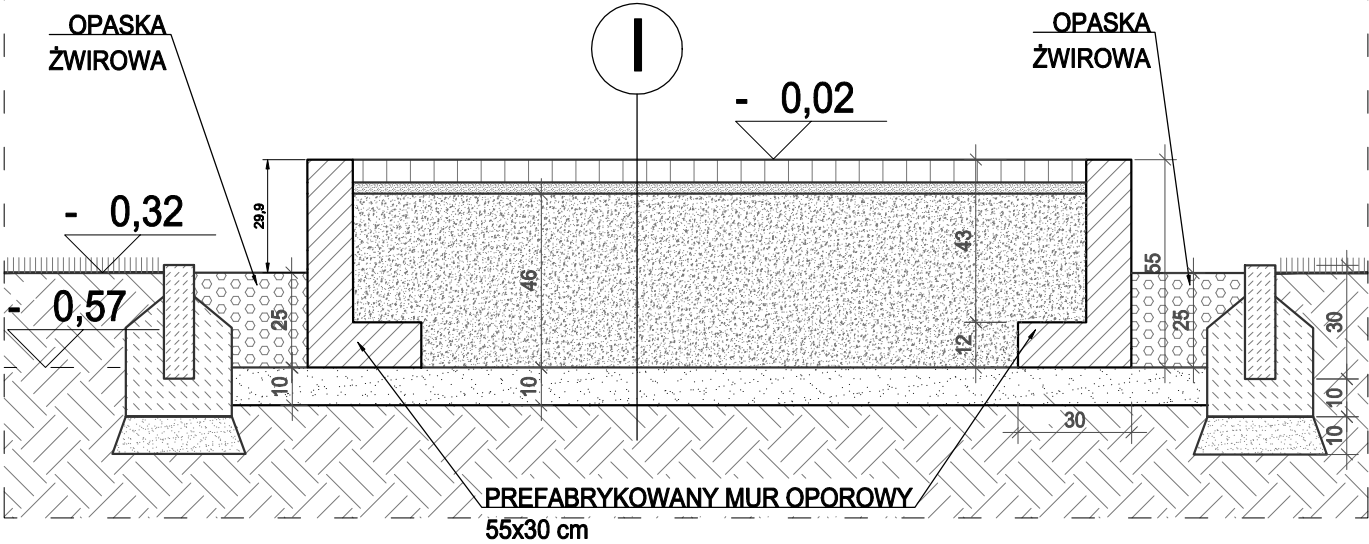 OPASKA
ŻWIROWA
I
OPASKA
ŻWIROWA
- 0,02
- 0,32
29,9
43
55
46
- 0,57
25
25
30
12
10
10
10
30
10
PREFABRYKOWANY MUR OPOROWY
55x30 cm